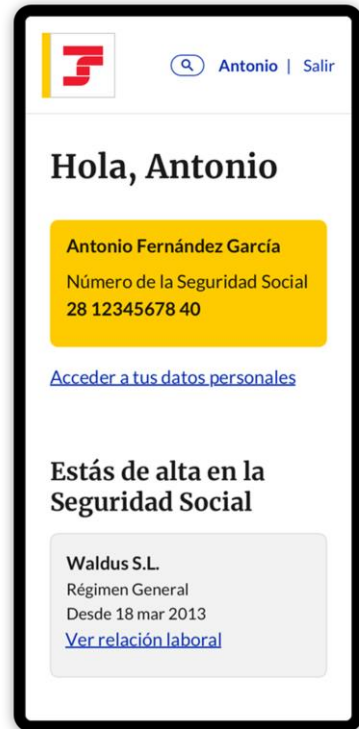 Antonio | Salir
Hola, Antonio
Antonio Fernández García
Número de la Seguridad Social
28 12345678 40
Acceder a tus datos personales
Estás de alta en la
Seguridad Social
Waldus S.L.
Régimen General
Desde 18 mar 2013
Ver relación laboral